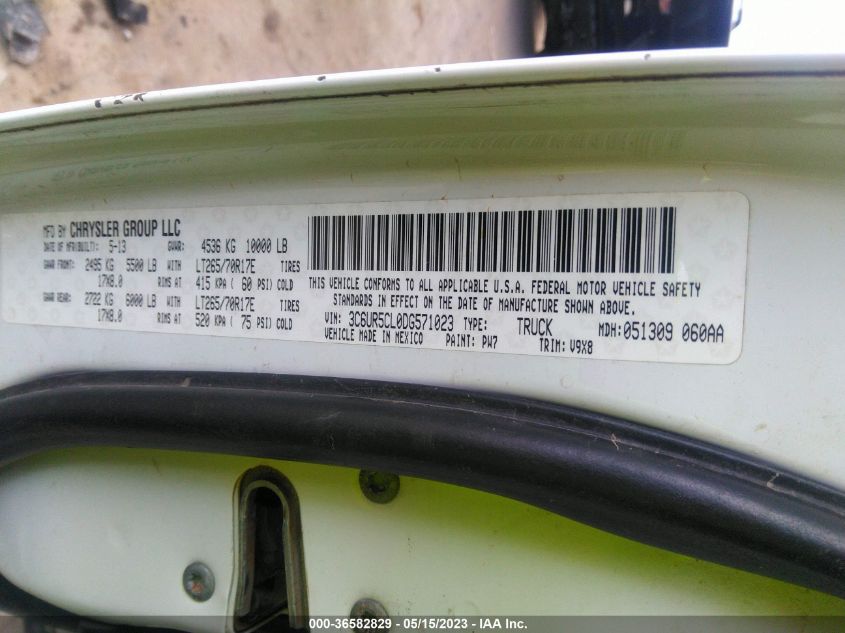 MFD BY CHRYSLER GROUP LLC
DATE OF MFR(BUILT): 5-13 GVWR: 4536 KG 10000 LB
GAWR FRONT: 2495 KG 5500 LB WITH LT265/70R17E TIRES
17X8.0 RIMS AT 415 KPA ( 60 PSI) COLD
GAWR REAR: 2722 KG 6000 LB WITH LT265/70R17E TIRES
17X8.0 RIMS AT 520 KPA ( 75 PSI) COLD
THIS VEHICLE CONFORMS TO ALL APPLICABLE U.S.A. FEDERAL MOTOR VEHICLE SAFETY
STANDARDS IN EFFECT ON THE DATE OF MANUFACTURE SHOWN ABOVE.
VIN: 3C6UR5CL0DG571023 TYPE: TRUCK MDH: 051309 060AA
VEHICLE MADE IN MEXICO PAINT: PW7 TRIM: V9X8
000-36582829 - 05/15/2023 - IAA Inc.